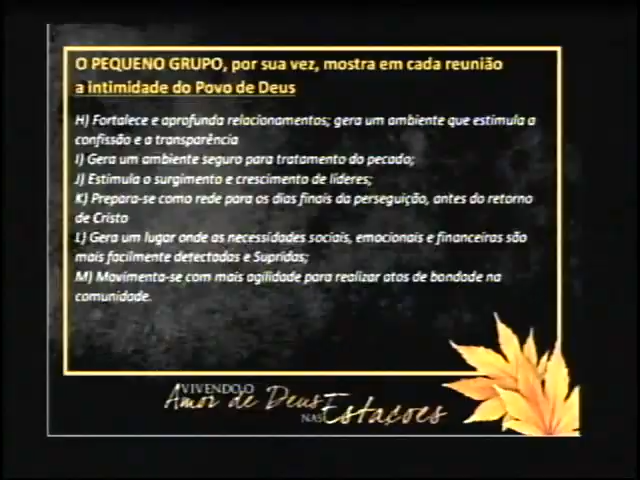 O PEQUENO GRUPO, por sua vez, mostra em cada reunião
a intimidade do Povo de Deus
H) Fortalece e aprofunda relacionamentos; gera um ambiente que estimula a
confissão e a transparência
I) Gera um ambiente seguro para tratamento do pecado;
J) Estimula o surgimento e crescimento de líderes;
K) Prepara-se como rede para os dias finais da perseguição, antes do retorno
de Cristo
L) Gera um lugar onde as necessidades sociais, emocionais e financeiras são
mais facilmente detectadas e Supridas;
M) Movimenta-se com mais agilidade para realizar atos de bondade na
comunidade.
VIVENDO O
Amor de Deus
NAS Estações